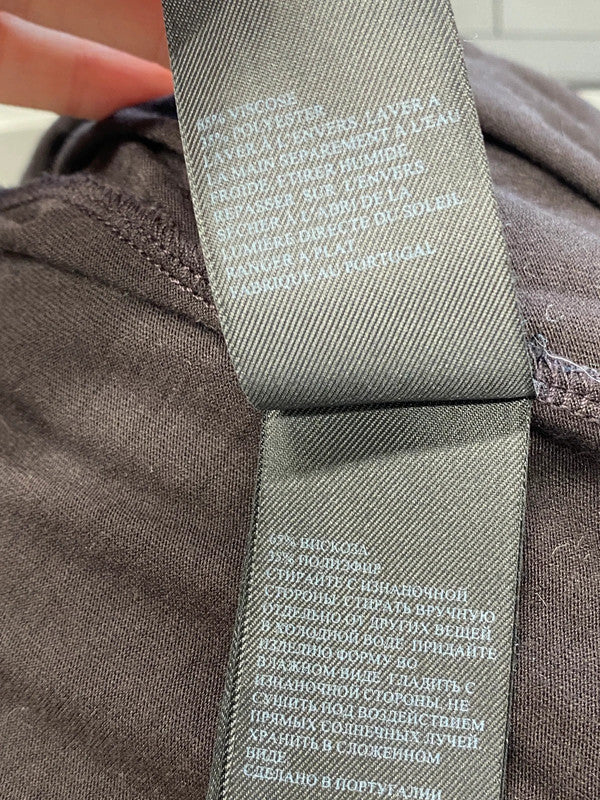 VISCOSE
POLYESTER
LAVER À L'ENVERS. LAVER À
LA MAIN SÉPARÉMENT À L'EAU
FROIDE. ÉTIRER HUMIDE.
REPASSER SUR L'ENVERS.
SÉCHER À L'ABRI DE LA
LUMIÈRE DIRECTE DU SOLEIL
RANGER À PLAT.
FABRIQUÉ AU PORTUGAL
65% ВИСКОЗА
35% ПОЛИЭФИР
СТИРАЙТЕ С ИЗНАНОЧНОЙ
СТОРОНЫ. СТИРАТЬ ВРУЧНУЮ
ОТДЕЛЬНО ОТ ДРУГИХ ВЕЩЕЙ
В ХОЛОДНОЙ ВОДЕ. ПРИДАЙТЕ
ИЗДЕЛИЮ ФОРМУ ВО
ВЛАЖНОМ ВИДЕ. ГЛАДИТЬ С
ИЗНАНОЧНОЙ СТОРОНЫ. НЕ
СУШИТЬ ПОД ВОЗДЕЙСТВИЕМ
ПРЯМЫХ СОЛНЕЧНЫХ ЛУЧЕЙ
ХРАНИТЬ В СЛОЖЕННОМ
ВИДЕ.
СДЕЛАНО В ПОРТУГАЛИИ